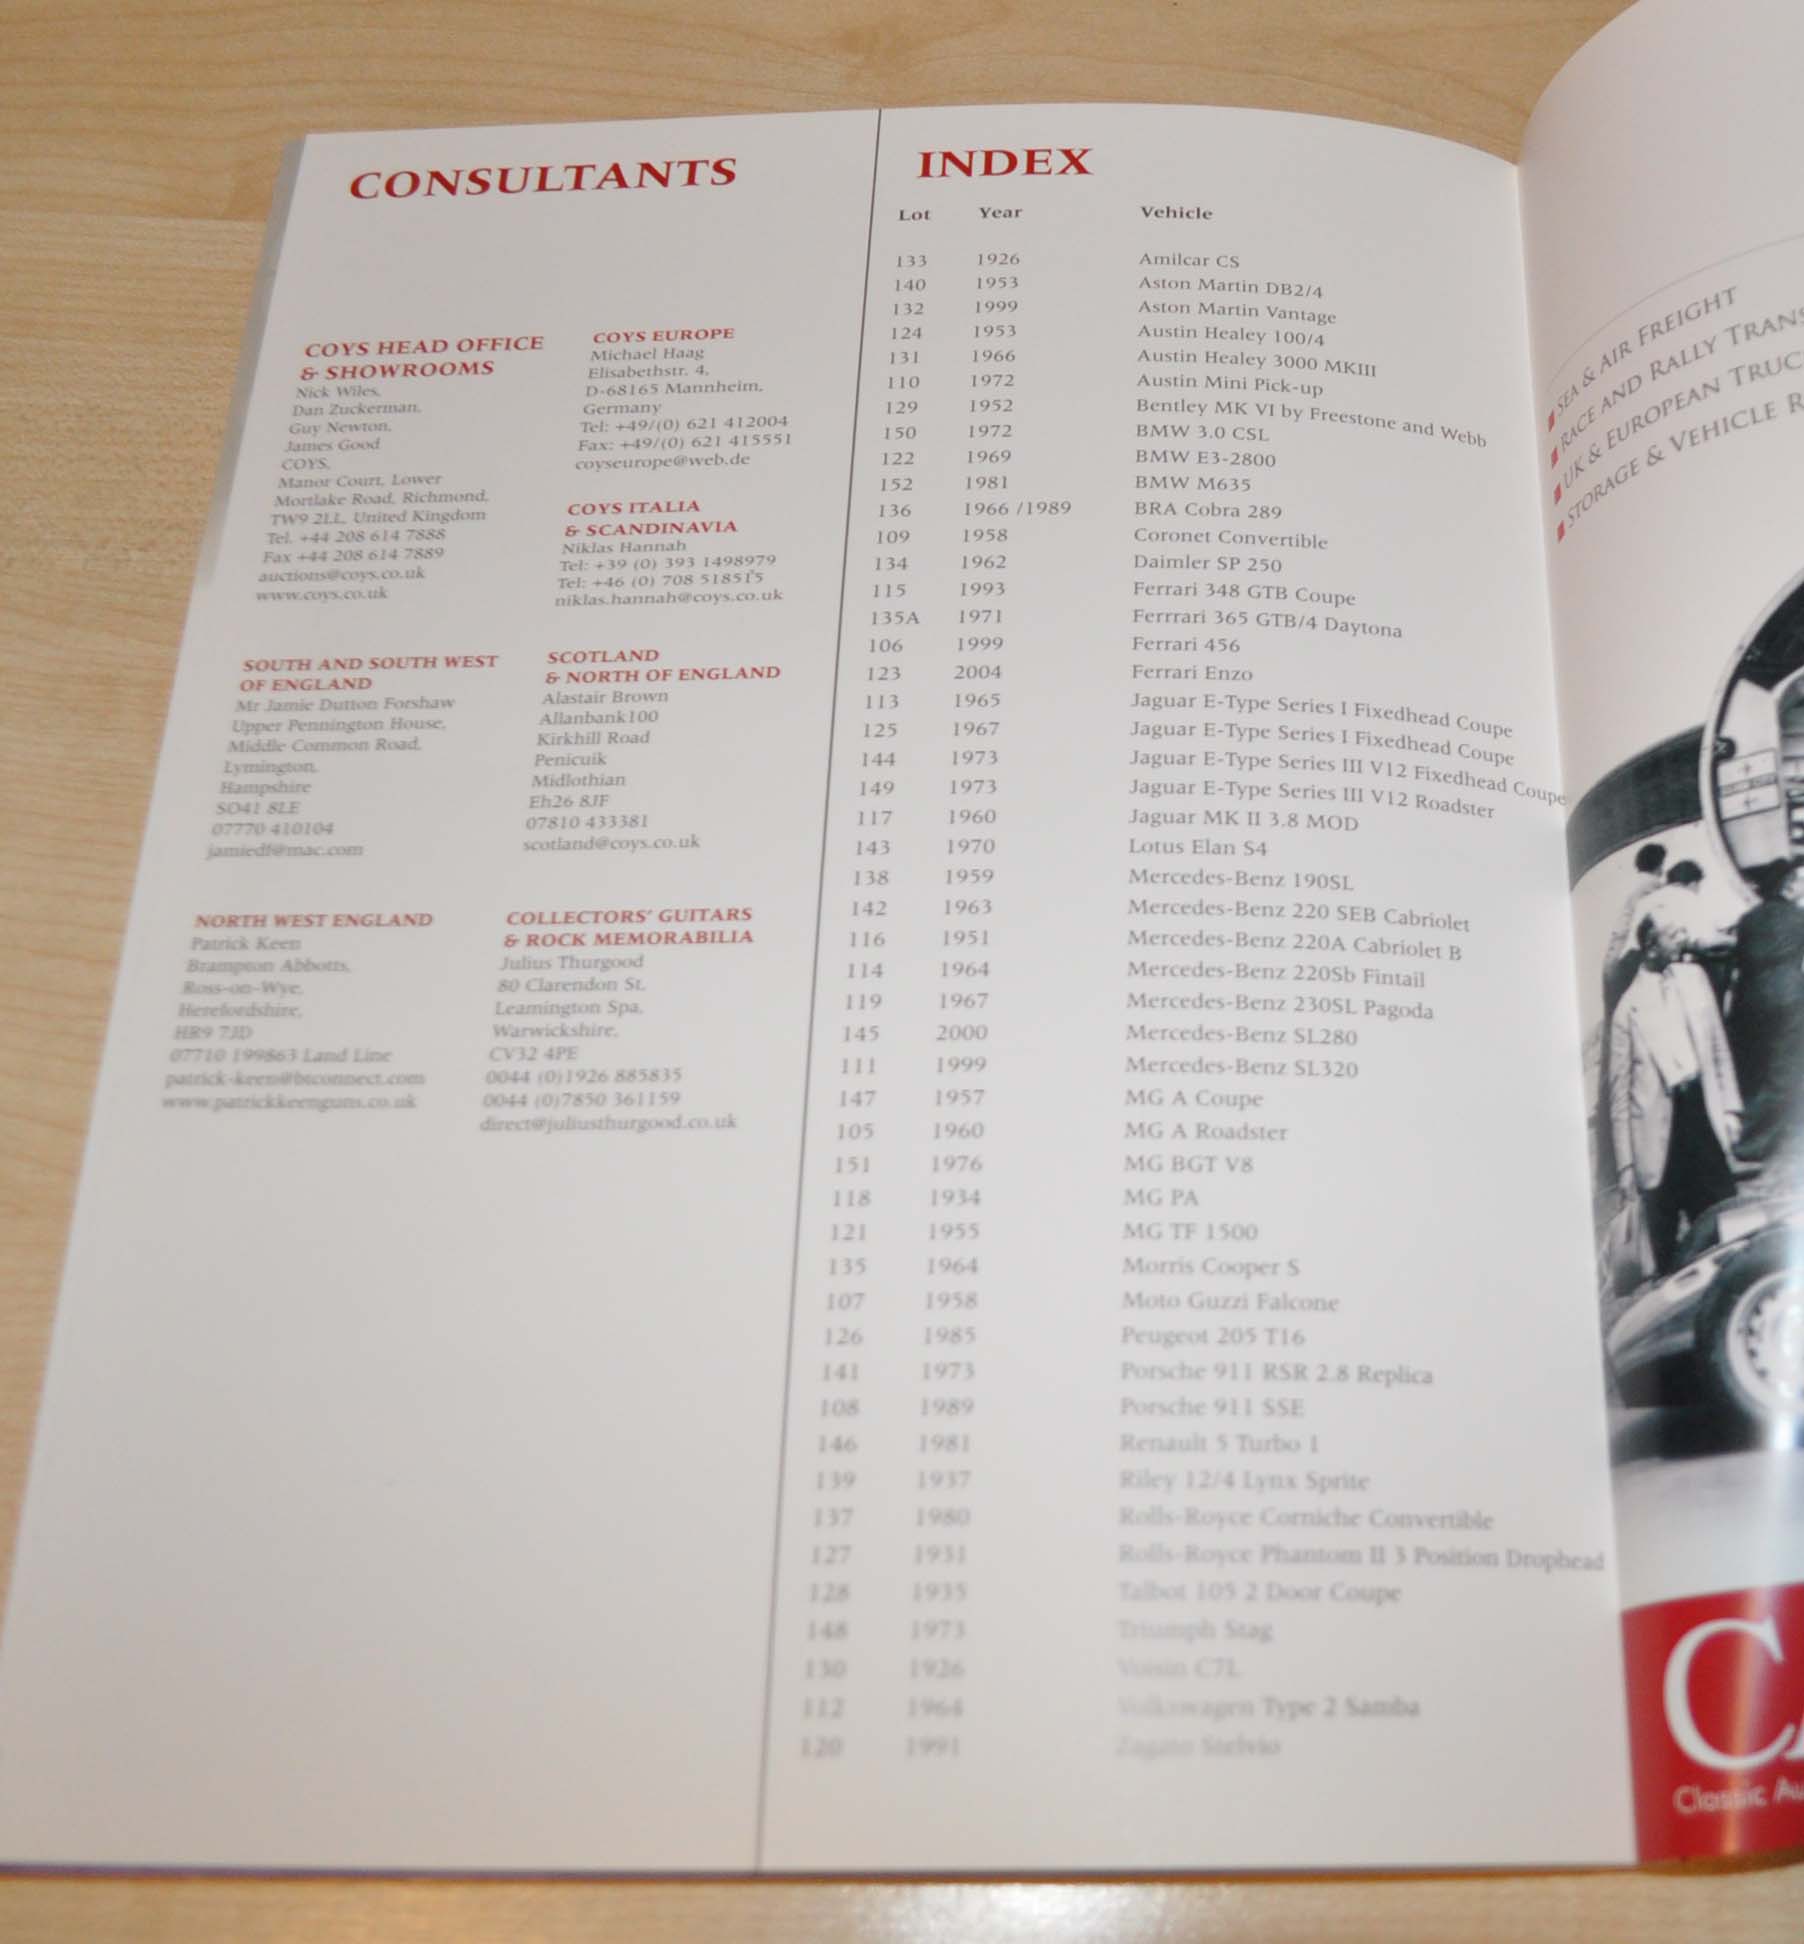 CONSULTANTS
COYS HEAD OFFICE
& SHOWROOMS
Nick Wiles,
Dan Zuckerman,
Guy Newton,
James Good
COYS,
Manor Court, Lower
Mortlake Road, Richmond,
TW9 2LL, United Kingdom
Tel. +44 208 614 7888
Fax +44 208 614 7889
auctions@coys.co.uk
www.coys.co.uk
COYS EUROPE
Michael Haag
Elisabethstr. 4,
D-68165 Mannheim,
Germany
Tel: +49/(0) 621 412004
Fax: +49/(0) 621 415551
coyseurope@web.de
COYS ITALIA
& SCANDINAVIA
Niklas Hannah
Tel: +39 (0) 393 1498979
Tel: +46 (0) 708 518515
niklas.hannah@coys.co.uk
SOUTH AND SOUTH WEST
OF ENGLAND
Mr Jamie Dutton Forshaw
Upper Pennington House,
Middle Common Road,
Lymington,
Hampshire
SO41 8LE
07770 410104
jamiedf@mac.com
SCOTLAND
& NORTH OF ENGLAND
Alastair Brown
Allanbank100
Kirkhill Road
Penicuik
Midlothian
Eh26 8JF
07810 433381
scotland@coys.co.uk
NORTH WEST ENGLAND
Patrick Keen
Brampton Abbotts,
Ross-on-Wye,
Herefordshire,
HR9 7JD
07710 199863 Land Line
patrick-keen@btconnect.com
www.patrickkeenguns.co.uk
COLLECTORS' GUITARS
& ROCK MEMORABILIA
Julius Thurgood
80 Clarendon St,
Leamington Spa,
Warwickshire,
CV32 4PE
0044 (0)1926 885835
0044 (0)7850 361159
direct@juliusthurgood.co.uk
INDEX
Lot Year Vehicle
133 1926 Amilcar CS
140 1953 Aston Martin DB2/4
132 1999 Aston Martin Vantage
124 1953 Austin Healey 100/4
131 1966 Austin Healey 3000 MKIII
110 1972 Austin Mini Pick-up
129 1952 Bentley MK VI by Freestone and Webb
150 1972 BMW 3.0 CSL
122 1969 BMW E3-2800
152 1981 BMW M635
136 1966 /1989 BRA Cobra 289
109 1958 Coronet Convertible
134 1962 Daimler SP 250
115 1993 Ferrari 348 GTB Coupe
135A 1971 Ferrrari 365 GTB/4 Daytona
106 1999 Ferrari 456
123 2004 Ferrari Enzo
113 1965 Jaguar E-Type Series I Fixedhead Coupe
125 1967 Jaguar E-Type Series I Fixedhead Coupe
144 1973 Jaguar E-Type Series III V12 Fixedhead Coupe
149 1973 Jaguar E-Type Series III V12 Roadster
117 1960 Jaguar MK II 3.8 MOD
143 1970 Lotus Elan S4
138 1959 Mercedes-Benz 190SL
142 1963 Mercedes-Benz 220 SEB Cabriolet
116 1951 Mercedes-Benz 220A Cabriolet B
114 1964 Mercedes-Benz 220Sb Fintail
119 1967 Mercedes-Benz 230SL Pagoda
145 2000 Mercedes-Benz SL280
111 1999 Mercedes-Benz SL320
147 1957 MG A Coupe
105 1960 MG A Roadster
151 1976 MG BGT V8
118 1934 MG PA
121 1955 MG TF 1500
135 1964 Morris Cooper S
107 1958 Moto Guzzi Falcone
126 1985 Peugeot 205 T16
141 1973 Porsche 911 RSR 2.8 Replica
108 1989 Porsche 911 SSE
146 1981 Renault 5 Turbo 1
139 1937 Riley 12/4 Lynx Sprite
137 1980 Rolls-Royce Corniche Convertible
127 1931 Rolls-Royce Phantom II 3 Position Drophead
128 1935 Talbot 105 2 Door Coupe
148 1973 Triumph Stag
130 1926 Voisin C7L
112 1964 Volkswagen Type 2 Samba
120 1991 Zagato Stelvio
SEA & AIR FREIGHT
RACE AND RALLY TRANS
UK & EUROPEAN TRUC
STORAGE & VEHICLE R
CA
Classic Au